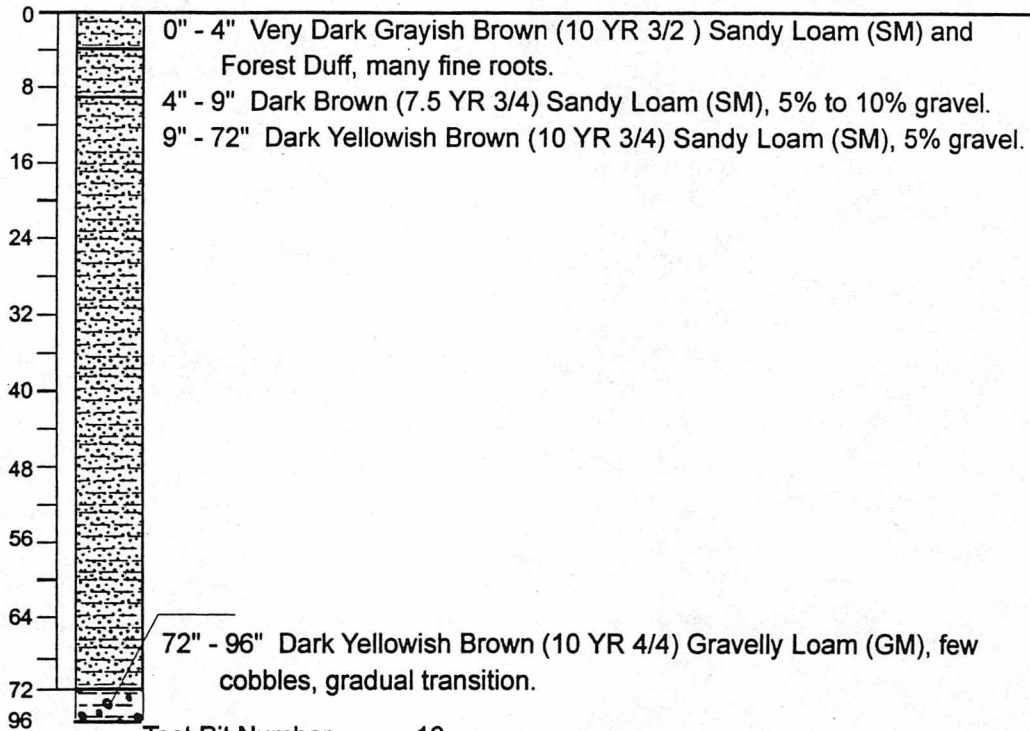 0
0" - 4" Very Dark Grayish Brown (10 YR 3/2 ) Sandy Loam (SM) and
Forest Duff, many fine roots.
8
4" - 9" Dark Brown (7.5 YR 3/4) Sandy Loam (SM), 5% to 10% gravel.
9" - 72" Dark Yellowish Brown (10 YR 3/4) Sandy Loam (SM), 5% gravel.
16
24
32
40
48
56
64
72" - 96" Dark Yellowish Brown (10 YR 4/4) Gravelly Loam (GM), few
cobbles, gradual transition.
72
96
Test Pit Number